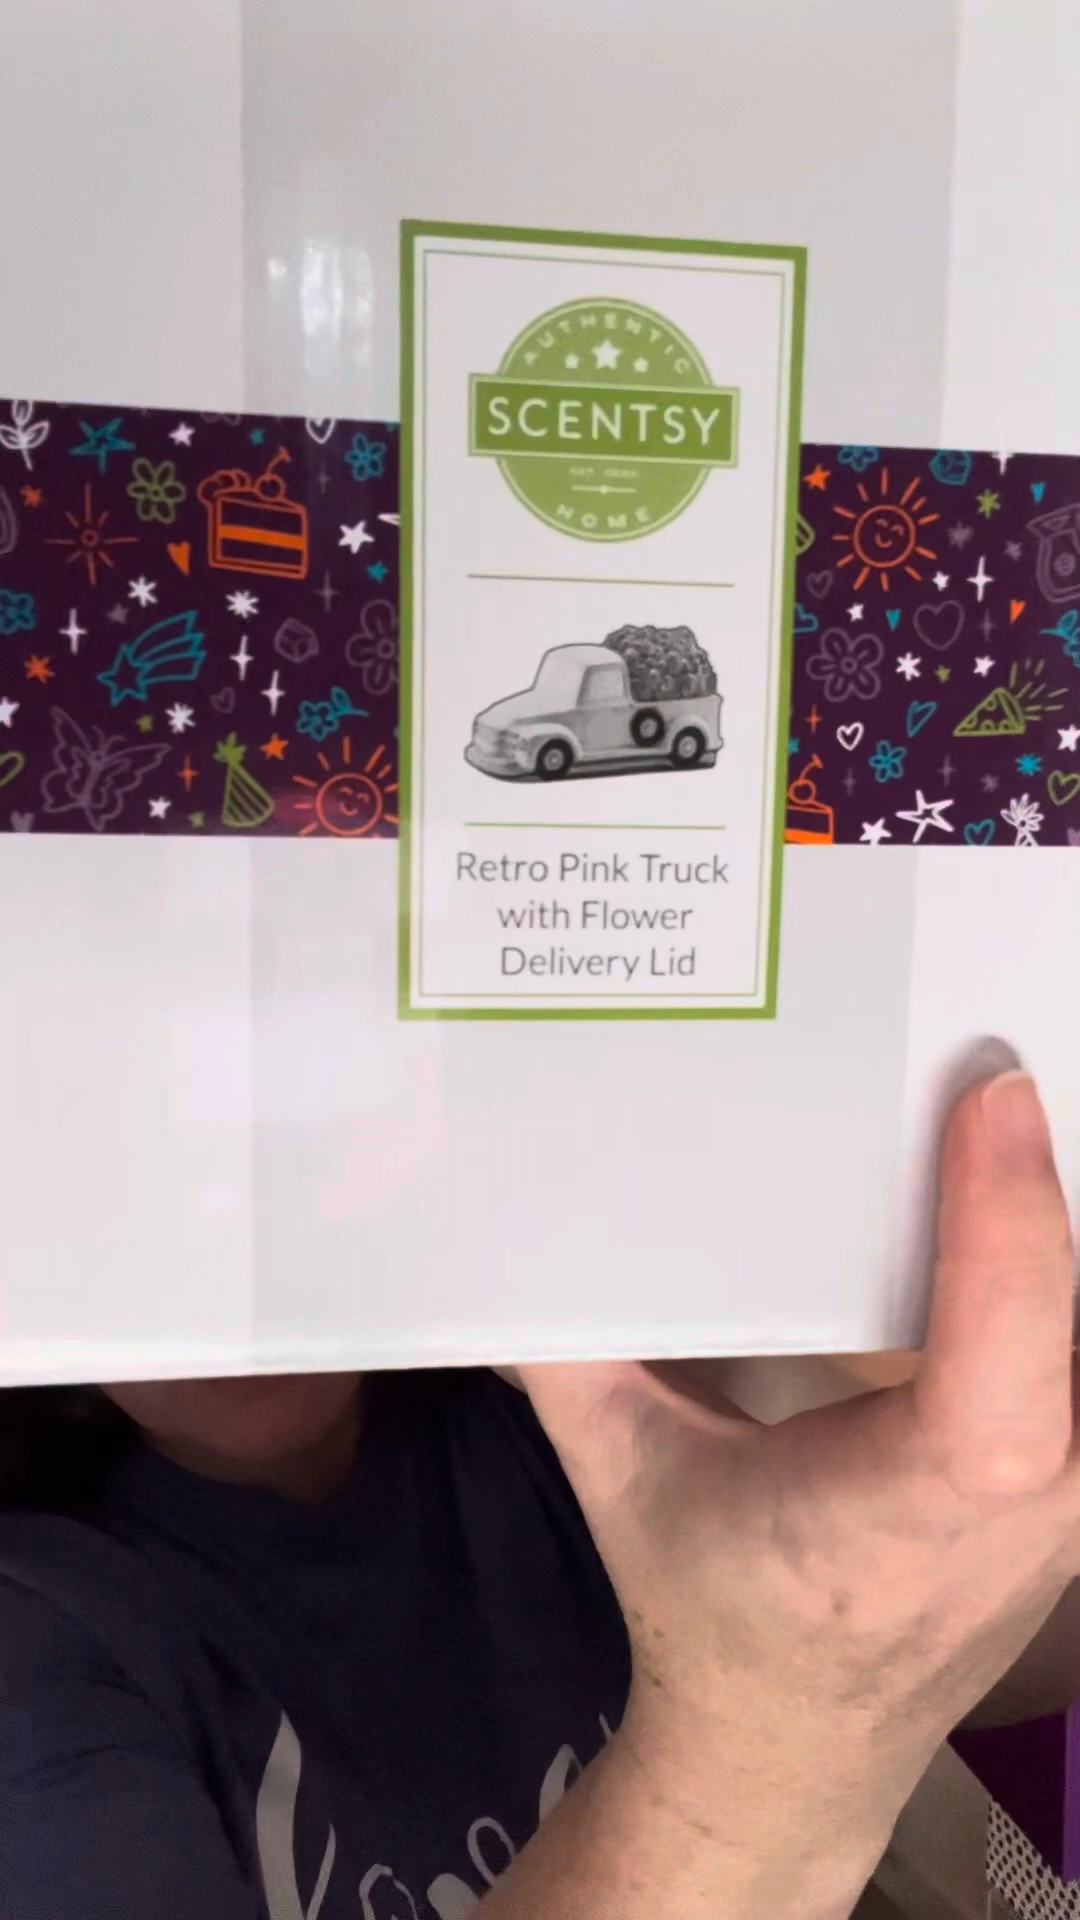 AUTHENTIC
SCENTSY
HOME
Retro Pink Truck
with Flower
Delivery Lid